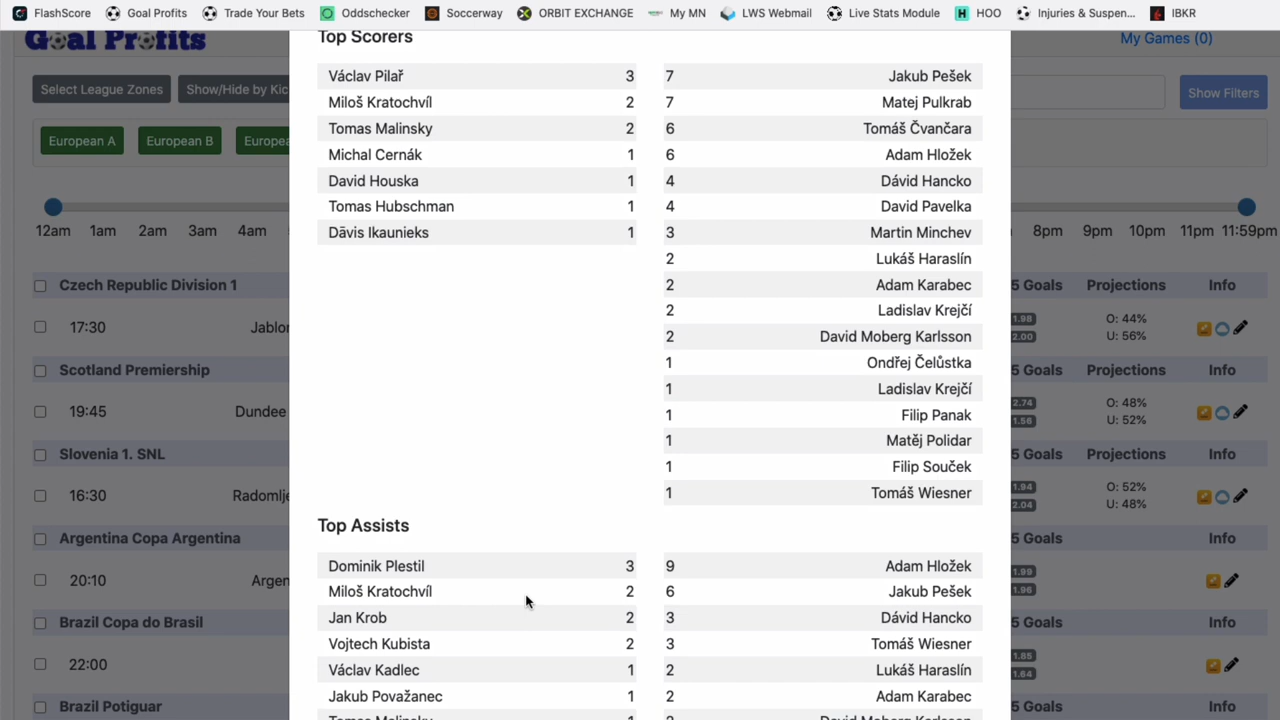 FlashScore Goal Profits Trade Your Bets Oddschecker Soccerway ORBIT EXCHANGE My MN LWS Webmail Live Stats Module HOO Injuries & Suspen... IBKR
Goal Profits
My Games (0)
Select League Zones Show/Hide by Kic
Show Filters
European A European B Europea
12am 1am 2am 3am 4am
8pm 9pm 10pm 11pm 11:59pm
Czech Republic Division 1
5 Goals Projections Info
17:30 Jablor
1.98 O: 44%
2.00 U: 56%
Scotland Premiership
5 Goals Projections Info
19:45 Dundee
2.74 O: 48%
1.56 U: 52%
Slovenia 1. SNL
5 Goals Projections Info
16:30 Radomlje
1.94 O: 52%
2.04 U: 48%
Argentina Copa Argentina
5 Goals Info
20:10 Argen
1.99
1.96
Brazil Copa do Brasil
5 Goals Info
22:00
1.85
1.64
Brazil Potiguar
5 Goals Info
Top Scorers
Václav Pilař 3 7 Jakub Pešek
Miloš Kratochvíl 2 7 Matej Pulkrab
Tomas Malinsky 2 6 Tomáš Čvančara
Michal Cernák 1 6 Adam Hložek
David Houska 1 4 Dávid Hancko
Tomas Hubschman 1 4 David Pavelka
Dāvis Ikaunieks 1 3 Martin Minchev
2 Lukáš Haraslín
2 Adam Karabec
2 Ladislav Krejčí
2 David Moberg Karlsson
1 Ondřej Čelůstka
1 Ladislav Krejčí
1 Filip Panak
1 Matěj Polidar
1 Filip Souček
1 Tomáš Wiesner
Top Assists
Dominik Plestil 3 9 Adam Hložek
Miloš Kratochvíl 2 6 Jakub Pešek
Jan Krob 2 3 Dávid Hancko
Vojtech Kubista 2 3 Tomáš Wiesner
Václav Kadlec 1 2 Lukáš Haraslín
Jakub Považanec 1 2 Adam Karabec
Tomas Malinsky 1 2 David Moberg Karlsson